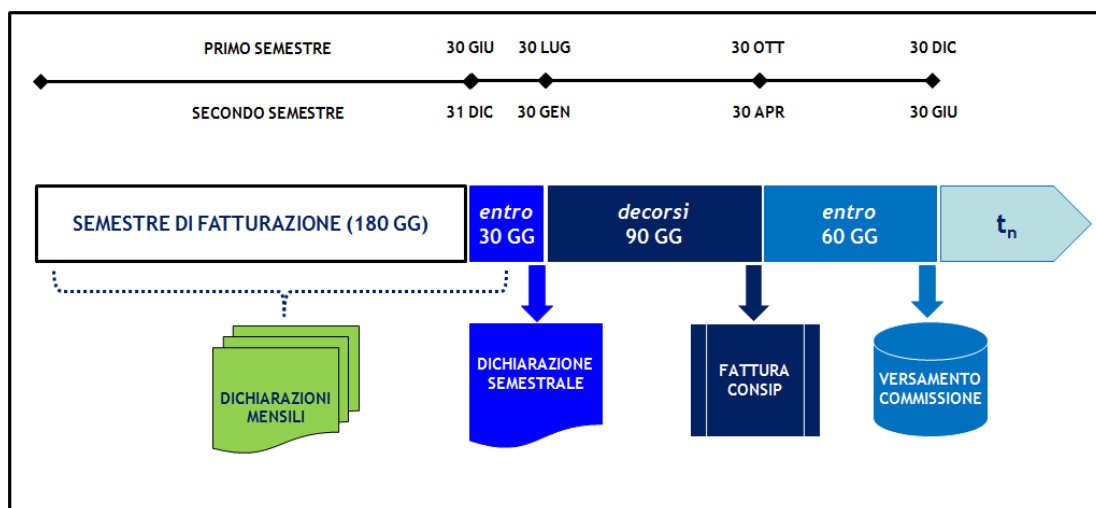 PRIMO SEMESTRE 30 GIU 30 LUG 30 OTT 30 DIC
SECONDO SEMESTRE 31 DIC 30 GEN 30 APR 30 GIU
SEMESTRE DI FATTURAZIONE (180 GG)
entro
30 GG
decorsi
90 GG
entro
60 GG
tn
DICHIARAZIONI
MENSILI
DICHIARAZIONE
SEMESTRALE
FATTURA
CONSIP
VERSAMENTO
COMMISSIONE